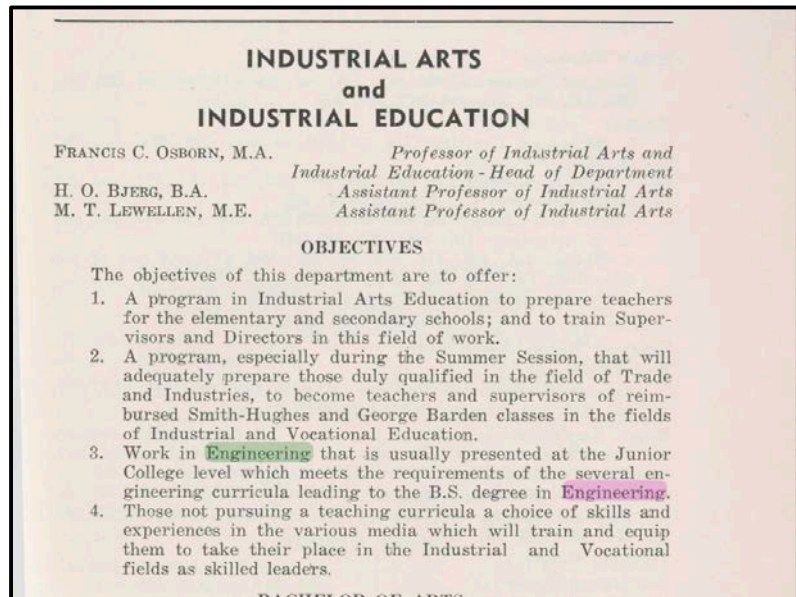 INDUSTRIAL ARTS
and
INDUSTRIAL EDUCATION
FRANCIS C. OSBORN, M.A. Professor of Industrial Arts and
Industrial Education - Head of Department
H. O. BJERG, B.A. Assistant Professor of Industrial Arts
M. T. LEWELLEN, M.E. Assistant Professor of Industrial Arts
OBJECTIVES
The objectives of this department are to offer:
1. A program in Industrial Arts Education to prepare teachers
for the elementary and secondary schools; and to train Super-
visors and Directors in this field of work.
2. A program, especially during the Summer Session, that will
adequately prepare those duly qualified in the field of Trade
and Industries, to become teachers and supervisors of reim-
bursed Smith-Hughes and George Barden classes in the fields
of Industrial and Vocational Education.
3. Work in Engineering that is usually presented at the Junior
College level which meets the requirements of the several en-
gineering curricula leading to the B.S. degree in Engineering.
4. Those not pursuing a teaching curricula a choice of skills and
experiences in the various media which will train and equip
them to take their place in the Industrial and Vocational
fields as skilled leaders.
BACHELOR OF ARTS